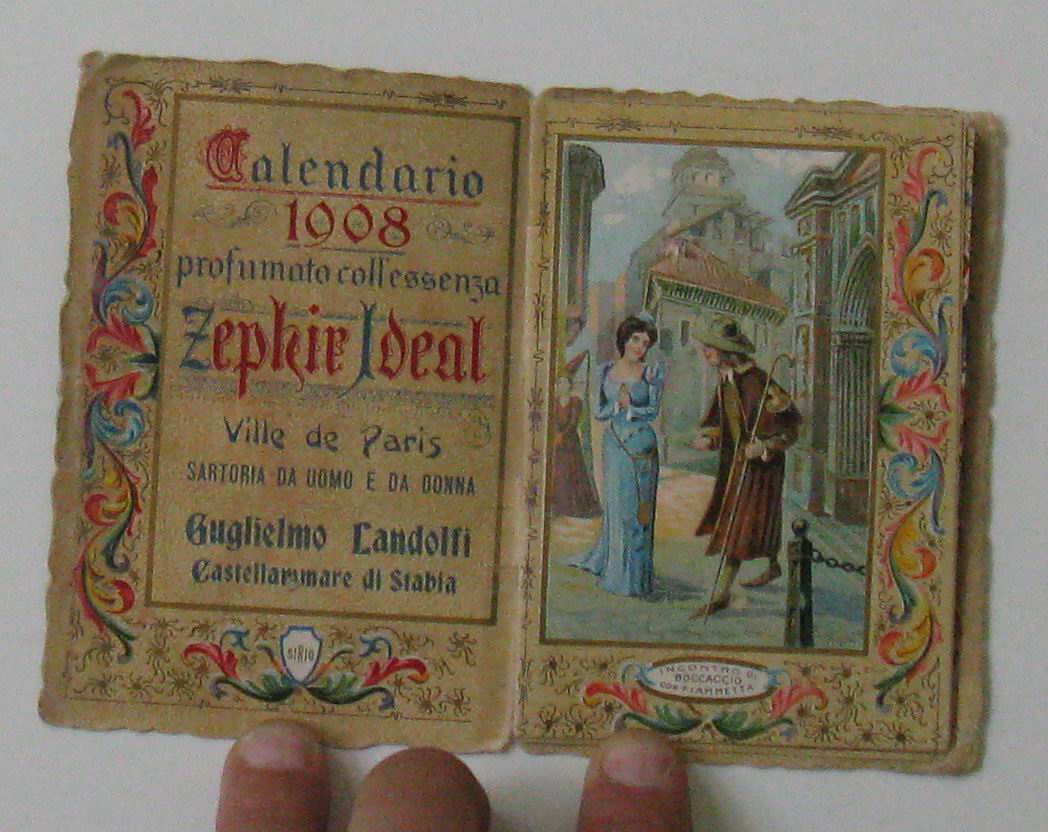 Calendario
1908
profumato coll'essenza
Zephir Ideal
Ville de Paris
SARTORIA DA UOMO E DA DONNA
Guglielmo Landolfi
Castellammare di Stabia
SIRIO
INCONTRO DI
BOCCACCIO
CON FIAMMETTA